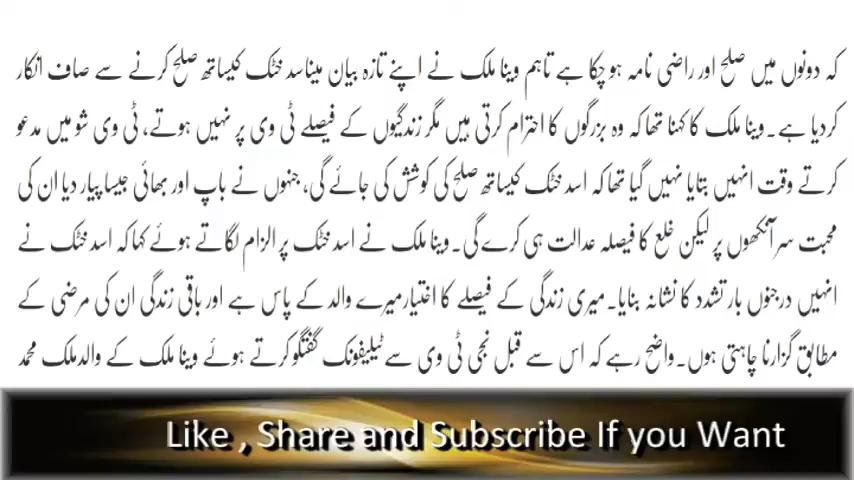 کہ دونوں میں صلح اور راضی نامہ ہو چکا ہے تاہم وینا ملک نے اپنے تازہ بیان میناسد خٹک کیساتھ صلح کرنے سے صاف انکار
کردیا ہے۔وینا ملک کا کہنا تھا کہ وہ بزرگوں کا احترام کرتی ہیں مگر زندگیوں کے فیصلے ٹی وی پر نہیں ہوتے، ٹی وی شو میں مدعو
کرتے وقت انہیں بتایا نہیں گیا تھا کہ اسد خٹک کیساتھ صلح کی کوشش کی جائے گی، جنہوں نے باپ اور بھائی جیسا پیار دیا ان کی
محبت سر آنکھوں پر لیکن خلع کا فیصلہ عدالت ہی کرے گی۔وینا ملک نے اسد خٹک پر الزام لگاتے ہوئے کہا کہ اسد خٹک نے
انہیں درجنوں بار تشدد کا نشانہ بنایا۔میری زندگی کے فیصلے کا اختیارمیرے والد کے پاس ہے اور باقی زندگی ان کی مرضی کے
مطابق گزارنا چاہتی ہوں۔واضح رہے کہ اس سے قبل نجی ٹی وی سے ٹیلیفونک گفتگو کرتے ہوئے وینا ملک کے والدملک محمد
Like , Share and Subscribe If you Want